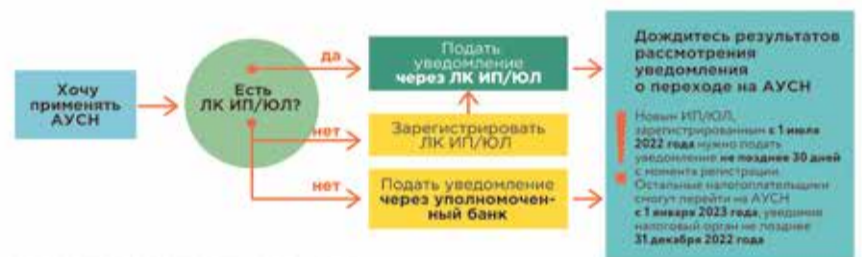 Хочу
применять
АУСН
Есть
ЛК ИП/ЮЛ?
да
Подать
уведомление
через ЛК ИП/ЮЛ
нет
Зарегистрировать
ЛК ИП/ЮЛ
нет
Подать уведомление
через уполномочен-
ный банк
Дождитесь результатов
рассмотрения
уведомления
о переходе на АУСН
Новым ИП/ЮЛ,
зарегистрированным с 1 июля
2022 года нужно подать
уведомление не позднее 30 дней
с момента регистрации
Остальные налогоплательщики
смогут перейти на АУСН
с 1 января 2023 года, уведомив
налоговый орган не позднее
31 декабря 2022 года